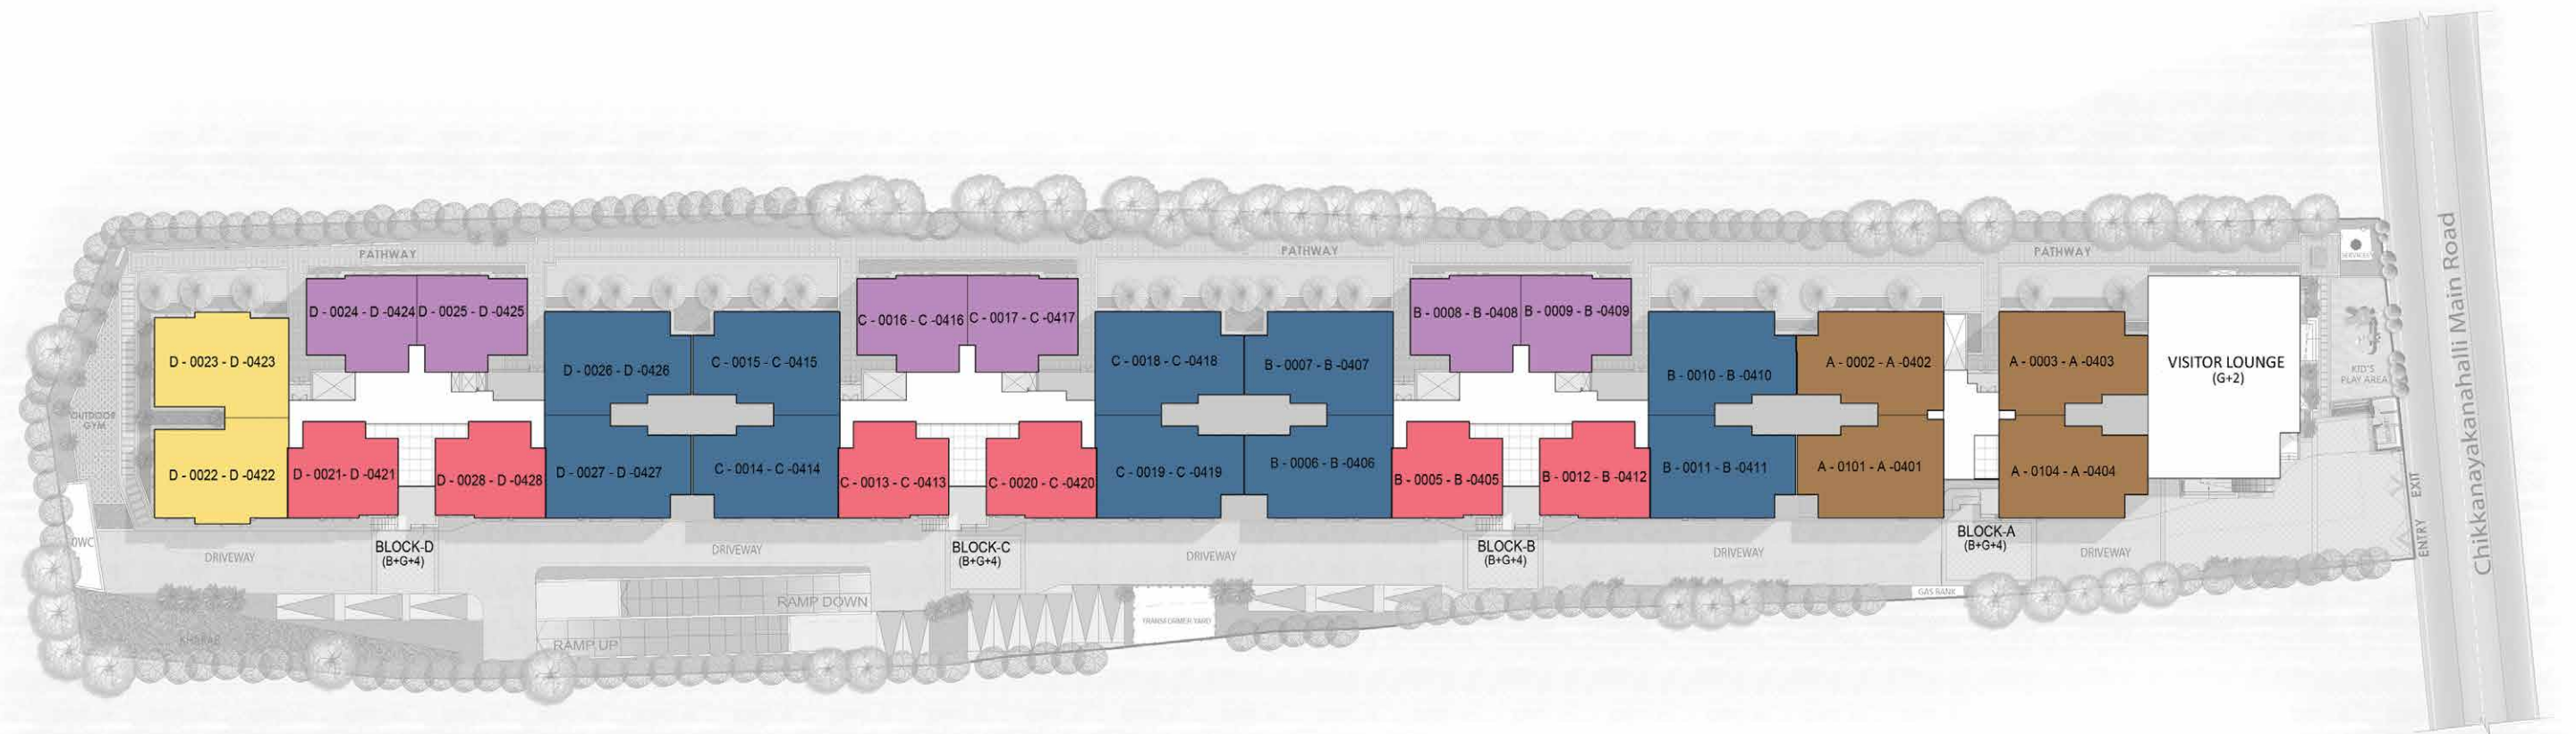 PATHWAY
PATHWAY
PATHWAY
D - 0024 - D -0424
D - 0025 - D -0425
C - 0016 - C -0416
C - 0017 - C -0417
B - 0008 - B -0408
B - 0009 - B -0409
D - 0023 - D -0423
D - 0026 - D -0426
C - 0015 - C -0415
C - 0018 - C -0418
B - 0007 - B -0407
B - 0010 - B -0410
A - 0002 - A -0402
A - 0003 - A -0403
VISITOR LOUNGE
(G+2)
KID'S
PLAY AREA
OUTDOOR
GYM
D - 0022 - D -0422
D - 0021- D -0421
D - 0028 - D -0428
D - 0027 - D -0427
C - 0014 - C -0414
C - 0013 - C -0413
C - 0020 - C -0420
C - 0019 - C -0419
B - 0006 - B -0406
B - 0005 - B -0405
B - 0012 - B -0412
B - 0011 - B -0411
A - 0101 - A -0401
A - 0104 - A -0404
EXIT
ENTRY
Chikkanayakanahalli Main Road
OWC
DRIVEWAY
BLOCK-D
(B+G+4)
DRIVEWAY
BLOCK-C
(B+G+4)
DRIVEWAY
BLOCK-B
(B+G+4)
DRIVEWAY
BLOCK-A
(B+G+4)
DRIVEWAY
RAMP DOWN
RAMP UP
TRANSFORMER YARD
GAS BANK